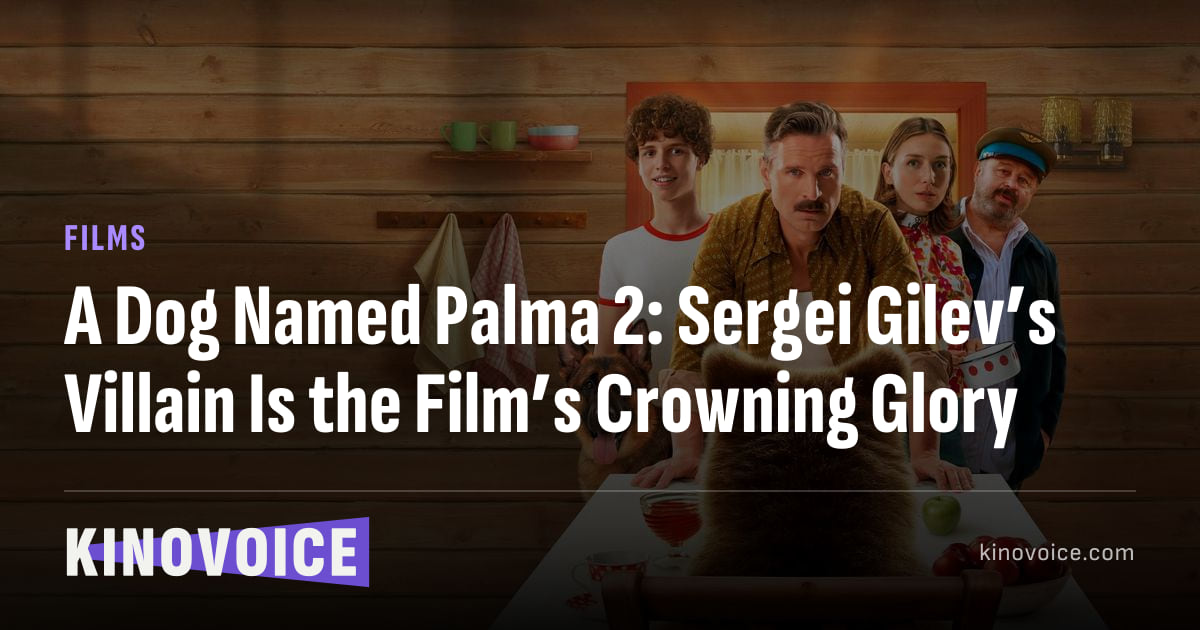 FILMS
A Dog Named Palma 2: Sergei Gilev’s
Villain Is the Film’s Crowning Glory
KINOVOICE
kinovoice.com